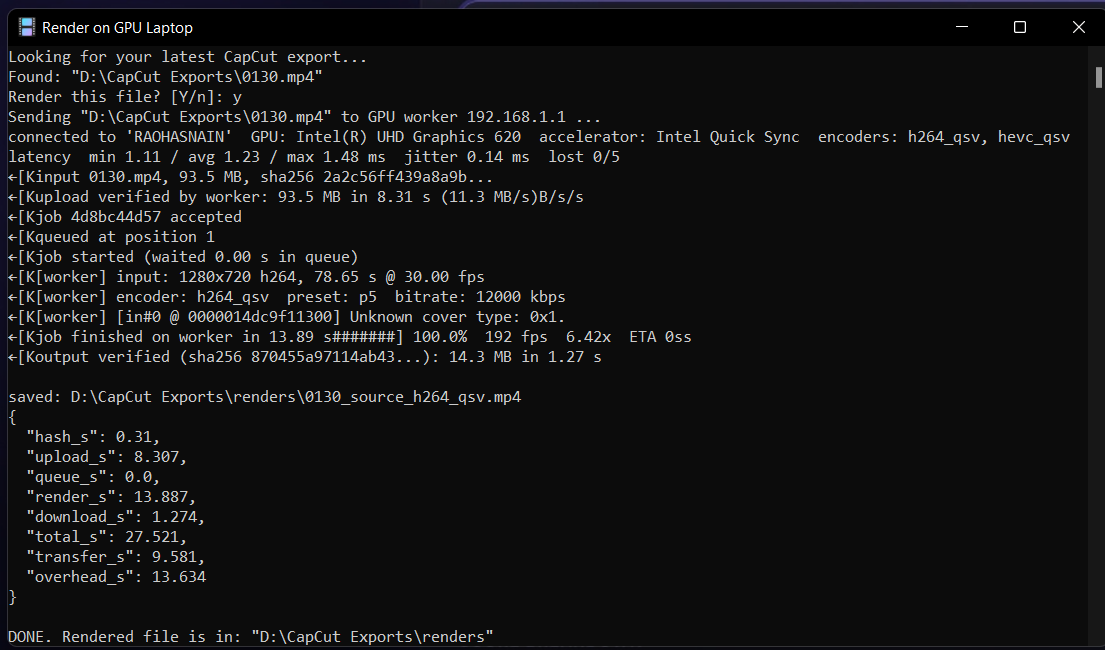 Render on GPU Laptop
Looking for your latest CapCut export...
Found: "D:\CapCut Exports\0130.mp4"
Render this file? [Y/n]: y
Sending "D:\CapCut Exports\0130.mp4" to GPU worker 192.168.1.1 ...
connected to 'RAOHASNAIN'  GPU: Intel(R) UHD Graphics 620  accelerator: Intel Quick Sync  encoders: h264_qsv, hevc_qsv
latency  min 1.11 / avg 1.23 / max 1.48 ms  jitter 0.14 ms  lost 0/5
←[Kinput 0130.mp4, 93.5 MB, sha256 2a2c56ff439a8a9b...
←[Kupload verified by worker: 93.5 MB in 8.31 s (11.3 MB/s)B/s/s
←[Kjob 4d8bc44d57 accepted
←[Kqueued at position 1
←[Kjob started (waited 0.00 s in queue)
←[K[worker] input: 1280x720 h264, 78.65 s @ 30.00 fps
←[K[worker] encoder: h264_qsv  preset: p5  bitrate: 12000 kbps
←[K[worker] [in#0 @ 0000014dc9f11300] Unknown cover type: 0x1.
←[Kjob finished on worker in 13.89 s#######] 100.0%  192 fps  6.42x  ETA 0ss
←[Koutput verified (sha256 870455a97114ab43...): 14.3 MB in 1.27 s
saved: D:\CapCut Exports\renders\0130_source_h264_qsv.mp4
{
  "hash_s": 0.31,
  "upload_s": 8.307,
  "queue_s": 0.0,
  "render_s": 13.887,
  "download_s": 1.274,
  "total_s": 27.521,
  "transfer_s": 9.581,
  "overhead_s": 13.634
}
DONE. Rendered file is in: "D:\CapCut Exports\renders"